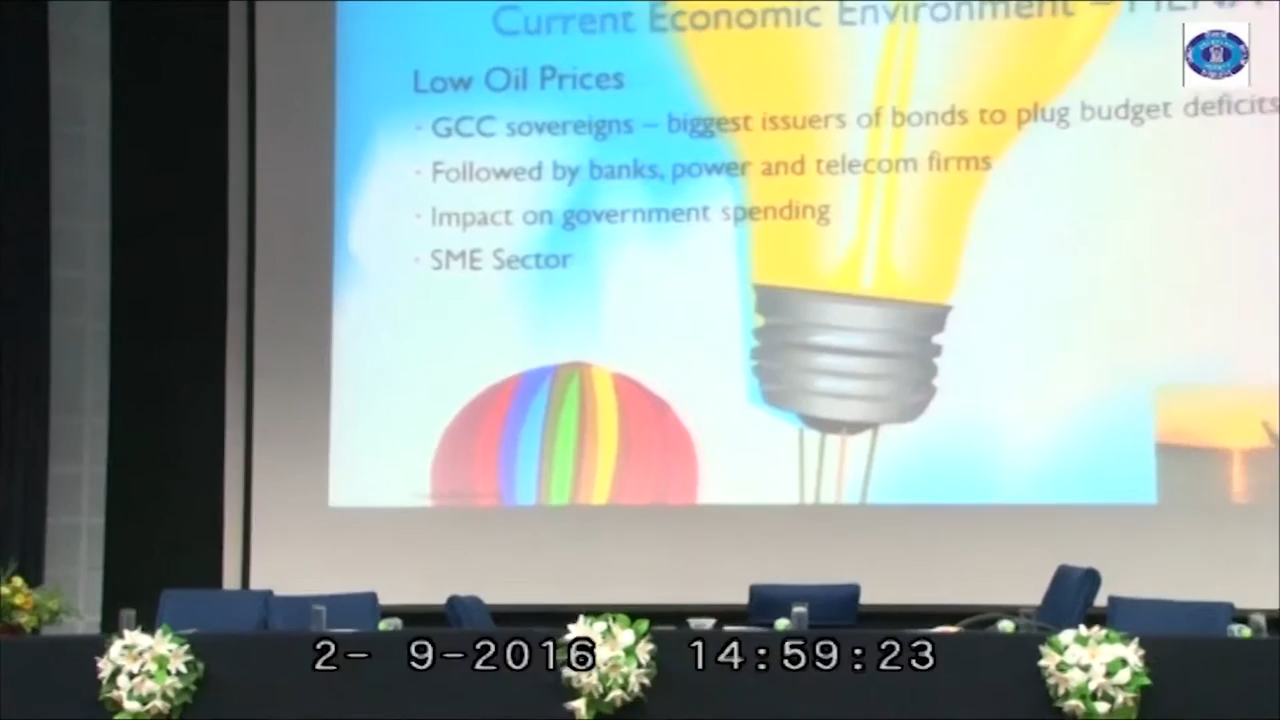 Current Economic Environment – MENA
Low Oil Prices
· GCC sovereigns – biggest issuers of bonds to plug budget deficits
· Followed by banks, power and telecom firms
· Impact on government spending
· SME Sector
2- 9-2016 14:59:23